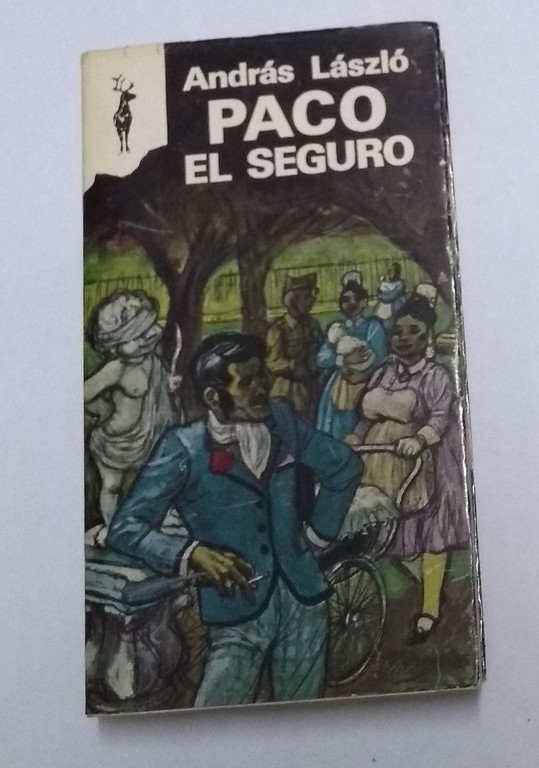 András László
PACO
EL SEGURO